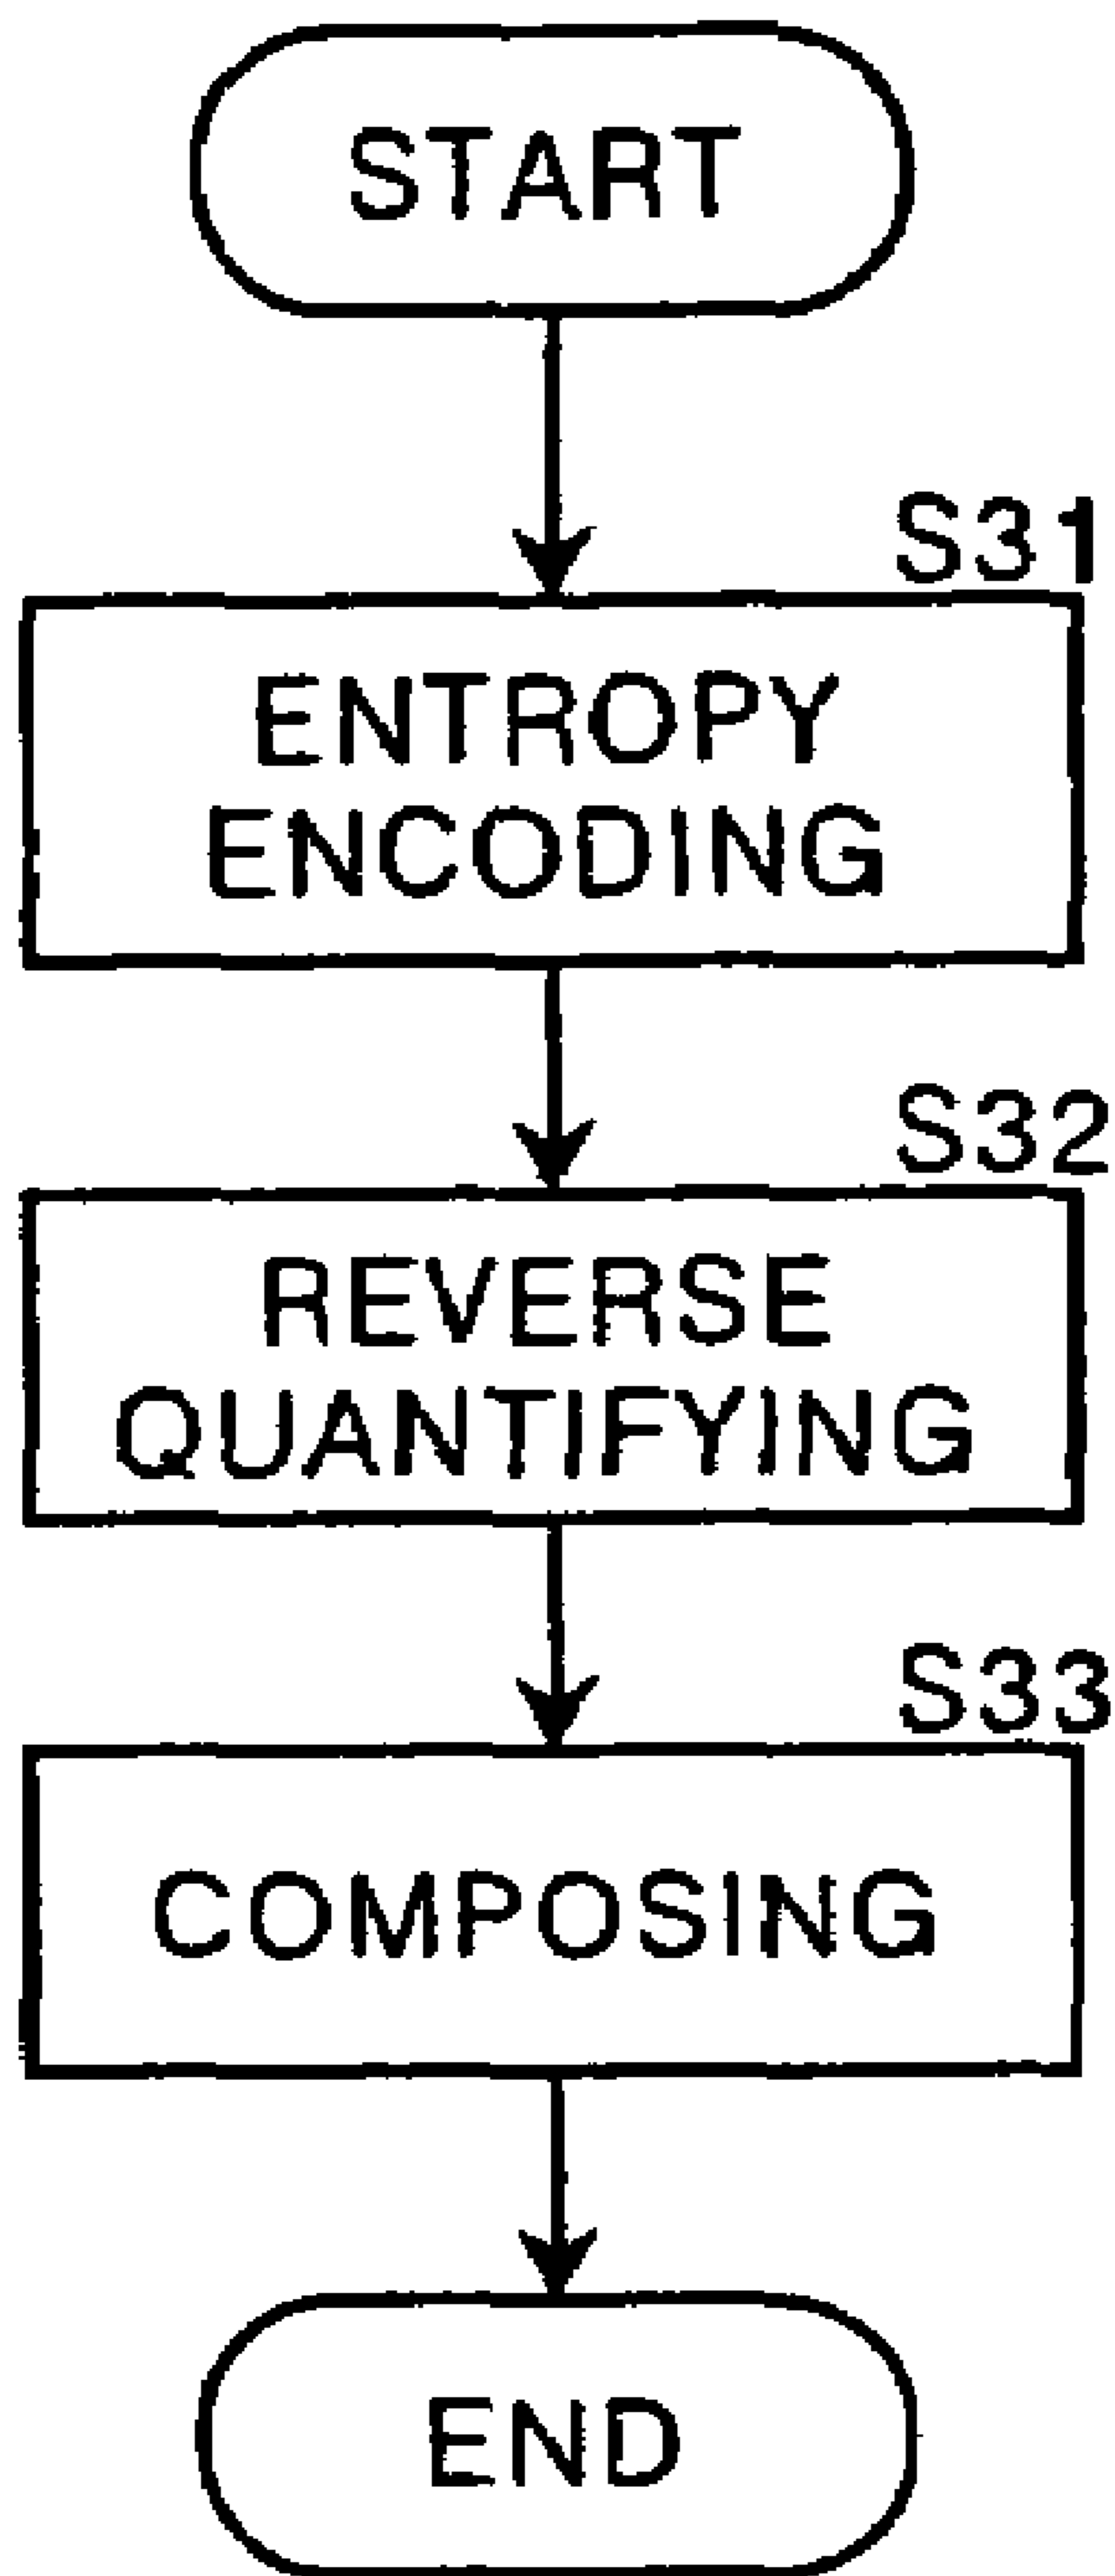 START
S31
ENTROPY
ENCODING
S32
REVERSE
QUANTIFYING
S33
COMPOSING
END